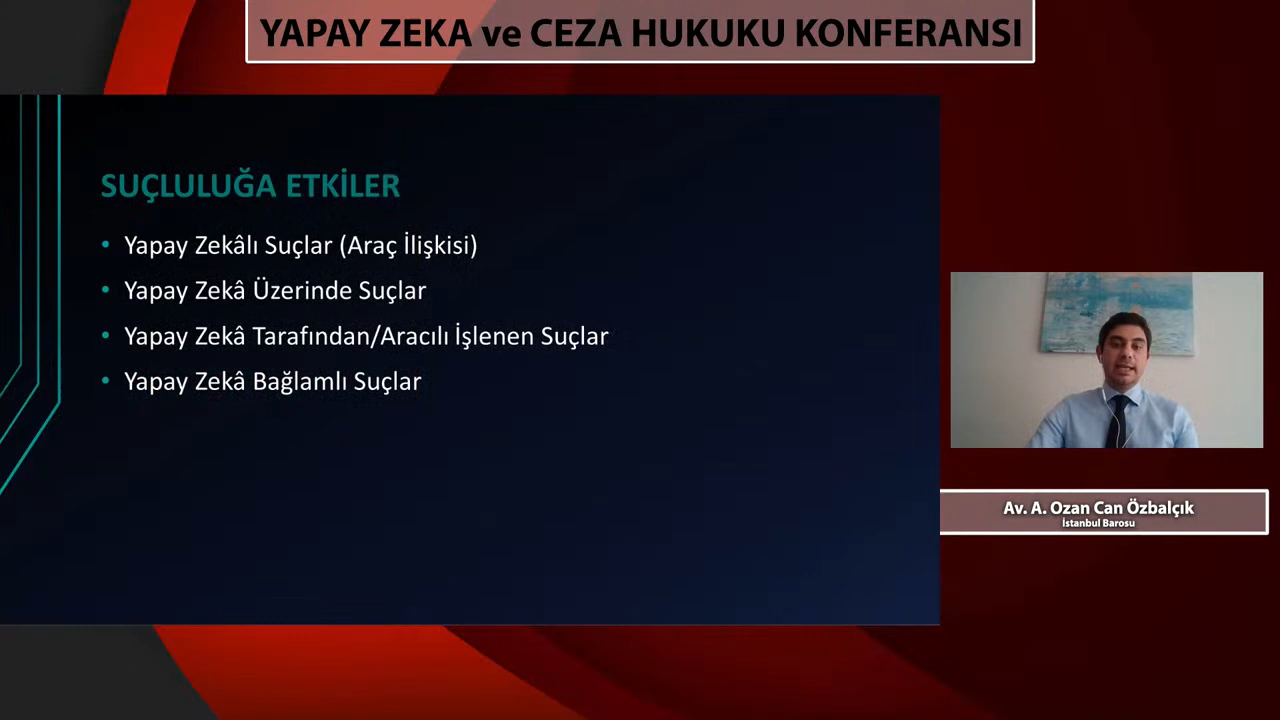 YAPAY ZEKA ve CEZA HUKUKU KONFERANSI
SUÇLULUĞA ETKİLER
• Yapay Zekâlı Suçlar (Araç İlişkisi)
• Yapay Zekâ Üzerinde Suçlar
• Yapay Zekâ Tarafından/Aracılı İşlenen Suçlar
• Yapay Zekâ Bağlamlı Suçlar
Av. A. Ozan Can Özbalçık
İstanbul Barosu